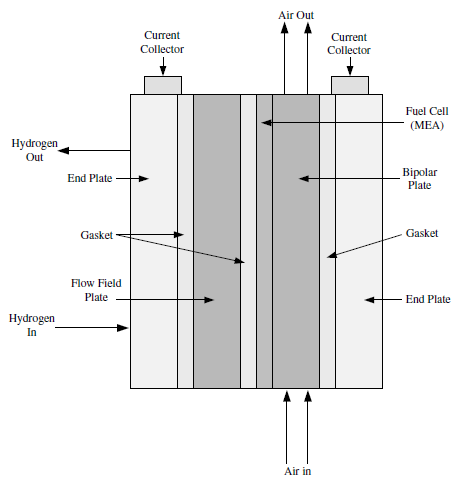 Air Out
Current
Collector
Current
Collector
Fuel Cell
(MEA)
Hydrogen
Out
End Plate
Bipolar
Plate
Gasket
Gasket
Flow Field
Plate
End Plate
Hydrogen
In
Air in